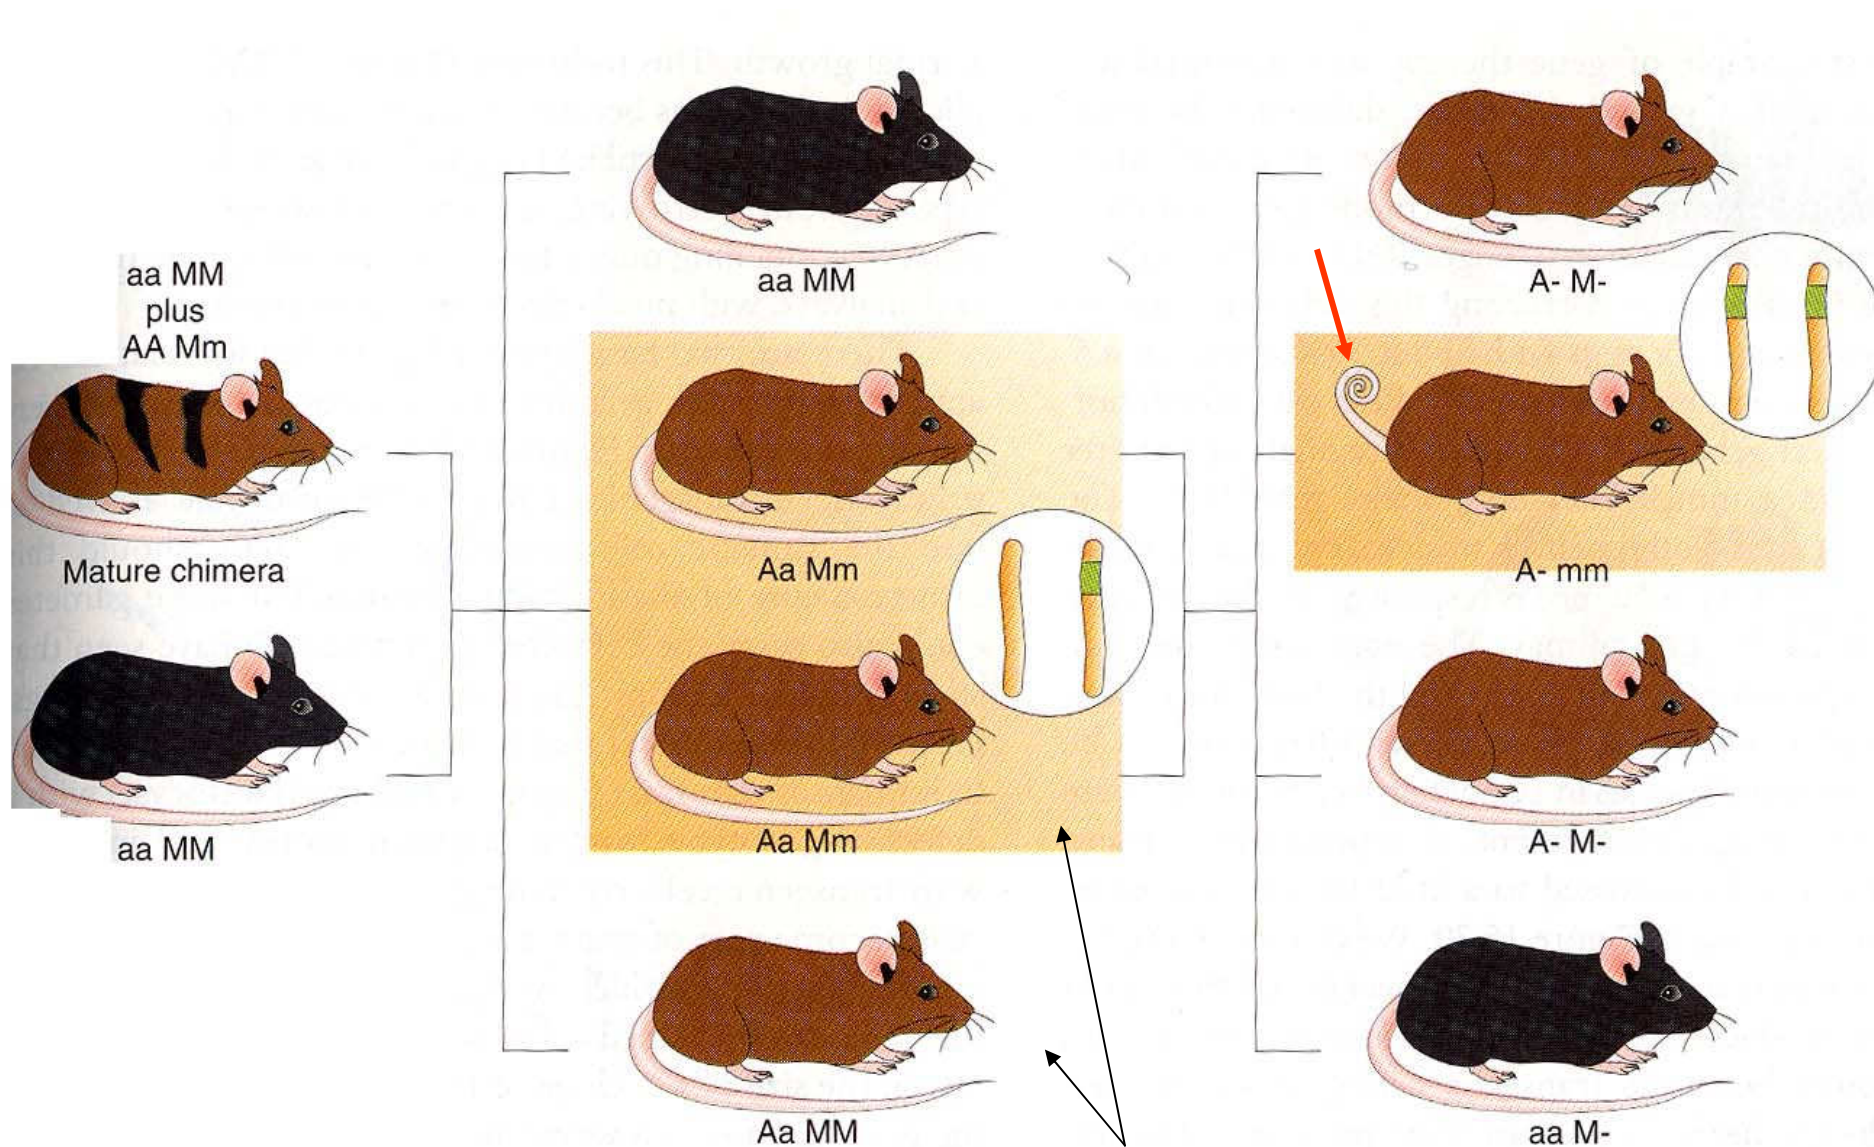 aa MM
plus
AA Mm
Mature chimera
aa MM
aa MM
Aa Mm
Aa Mm
Aa MM
A- M-
A- mm
A- M-
aa M-